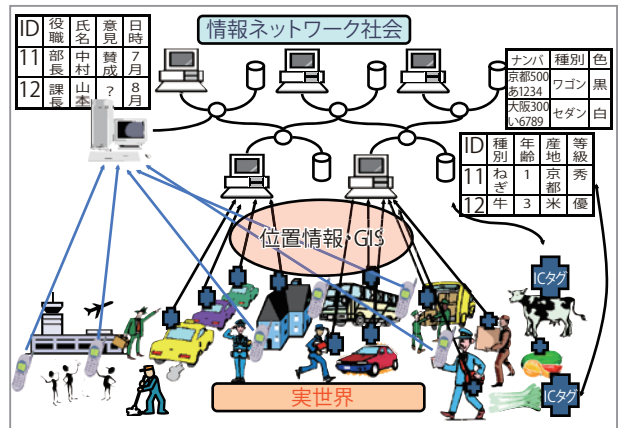 情報ネットワーク社会
ID 役職 氏名 意見 日時
11 部長 中村 賛成 7月
12 課長 山本 ? 8月
ナンバ 種別 色
京都500 あ1234 ワゴン 黒
大阪300 い6789 セダン 白
ID 種別 年齢 産地 等級
11 ねぎ 1 京都 秀
12 牛 3 米 優
位置情報・GIS
ICタグ
ICタグ
実世界